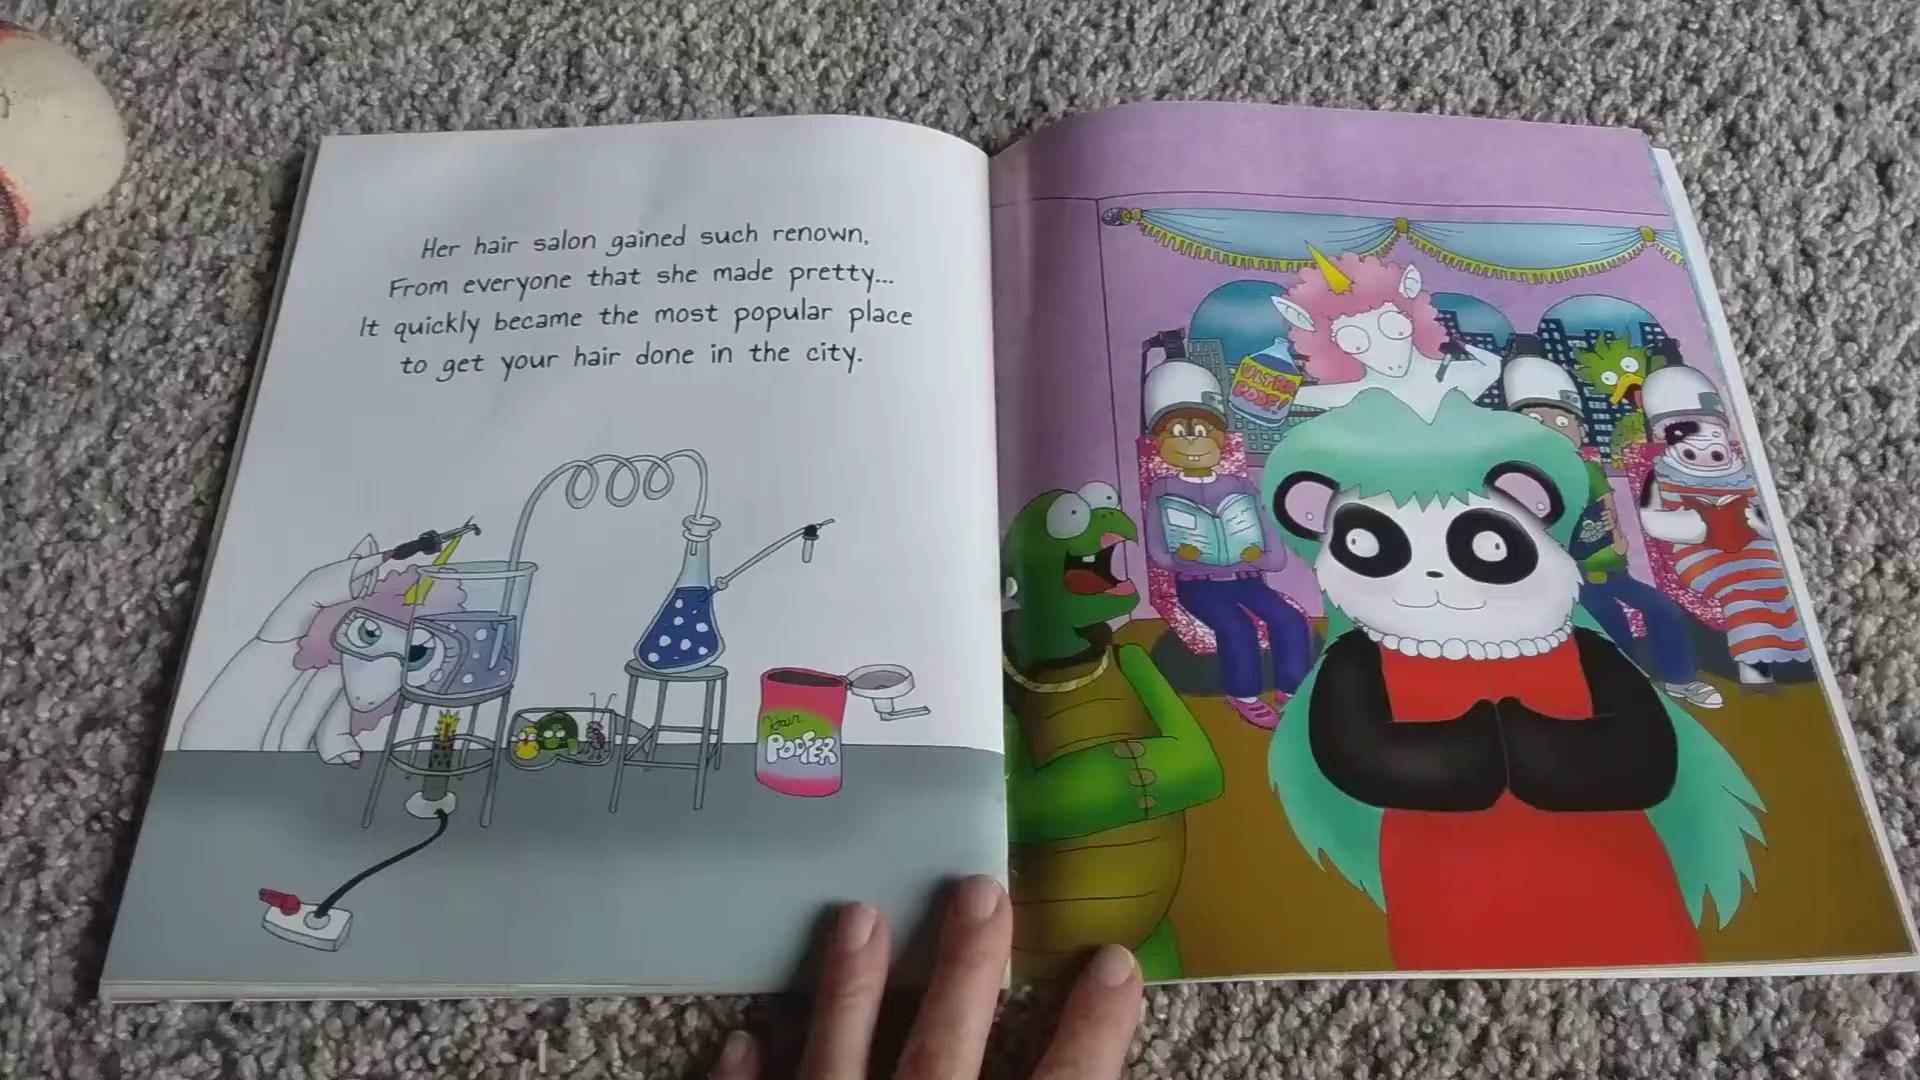 Her hair salon gained such renown,
From everyone that she made pretty...
It quickly became the most popular place
to get your hair done in the city.
Hair
POOFER
ULTRA
POOF!